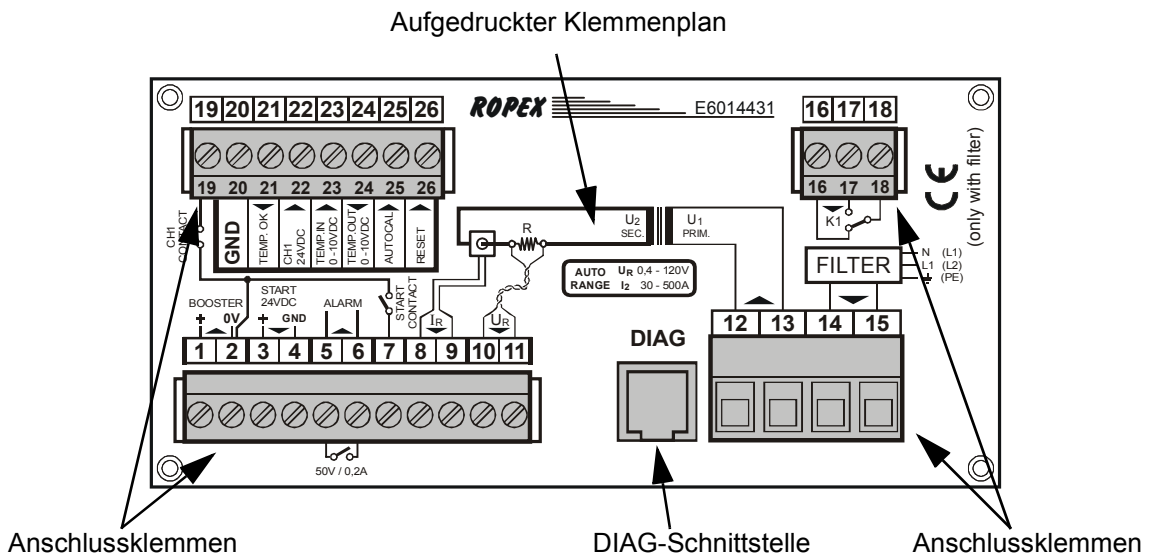 Aufgedruckter Klemmenplan
19 20 21 22 23 24 25 26
ROPEX
E6014431
16 17 18
19 20 21 22 23 24 25 26
16 17 18
CH1 CONTACT
GND
TEMP. OK
CH1 24VDC
TEMP.IN 0-10VDC
TEMP.OUT 0-10VDC
AUTOCAL
RESET
R
U2 SEC.
U1 PRIM.
K1
CE
(only with filter)
AUTO UR 0,4 - 120V
RANGE I2 30 - 500A
FILTER
N (L1)
L1 (L2)
(PE)
BOOSTER
+ 0V
START 24VDC
+ GND
ALARM
START CONTACT
IR
UR
1 2 3 4 5 6 7 8 9 10 11
DIAG
12 13 14 15
50V / 0,2A
Anschlussklemmen
DIAG-Schnittstelle
Anschlussklemmen